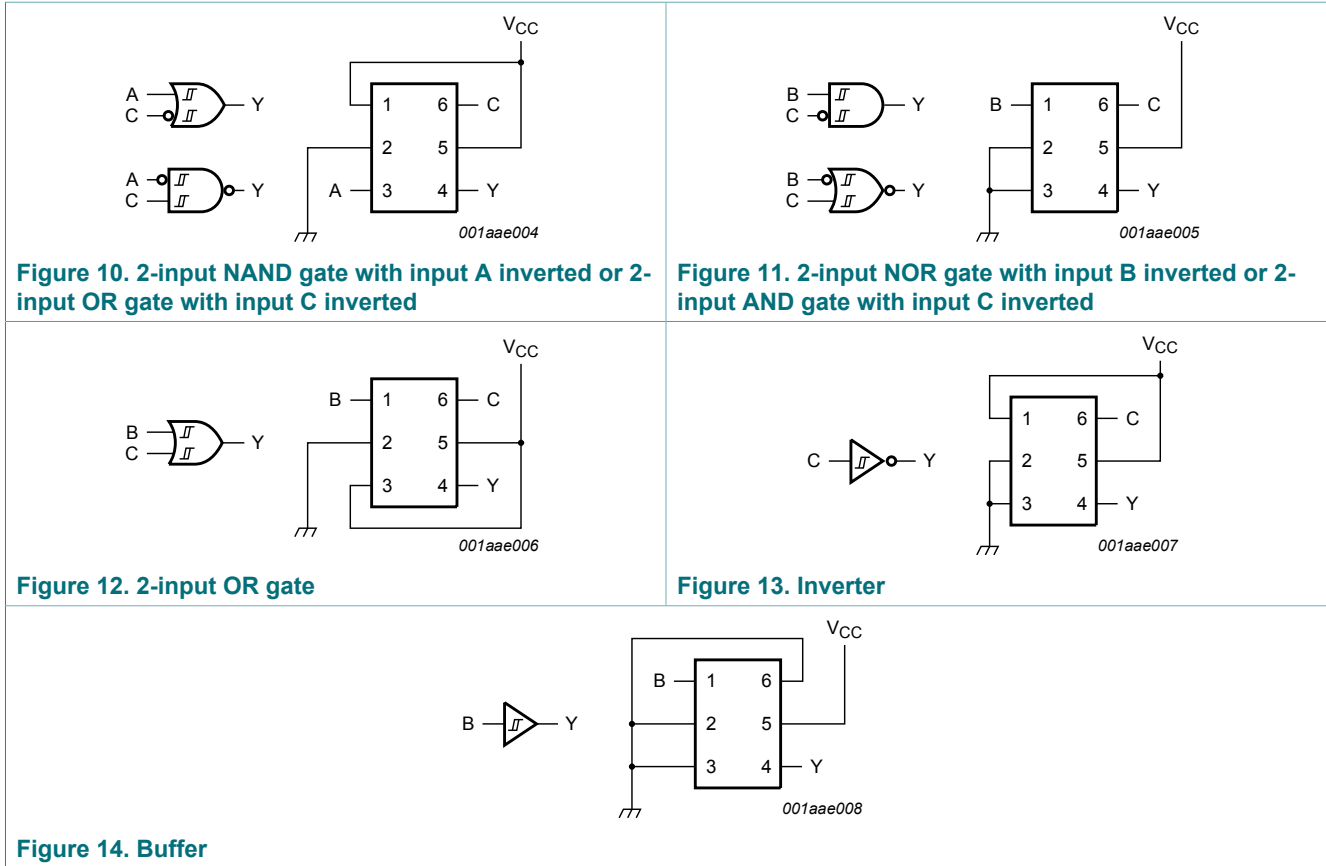 VCC
A
C
Y
A
C
Y
1 6 C
2 5
A 3 4 Y
001aae004
Figure 10. 2-input NAND gate with input A inverted or 2-
input OR gate with input C inverted
VCC
B
C
Y
B
C
Y
B 1 6 C
2 5
3 4 Y
001aae005
Figure 11. 2-input NOR gate with input B inverted or 2-
input AND gate with input C inverted
VCC
B
C
Y
B 1 6 C
2 5
3 4 Y
001aae006
Figure 12. 2-input OR gate
VCC
C Y
1 6 C
2 5
3 4 Y
001aae007
Figure 13. Inverter
VCC
B Y
B 1 6
2 5
3 4 Y
001aae008
Figure 14. Buffer